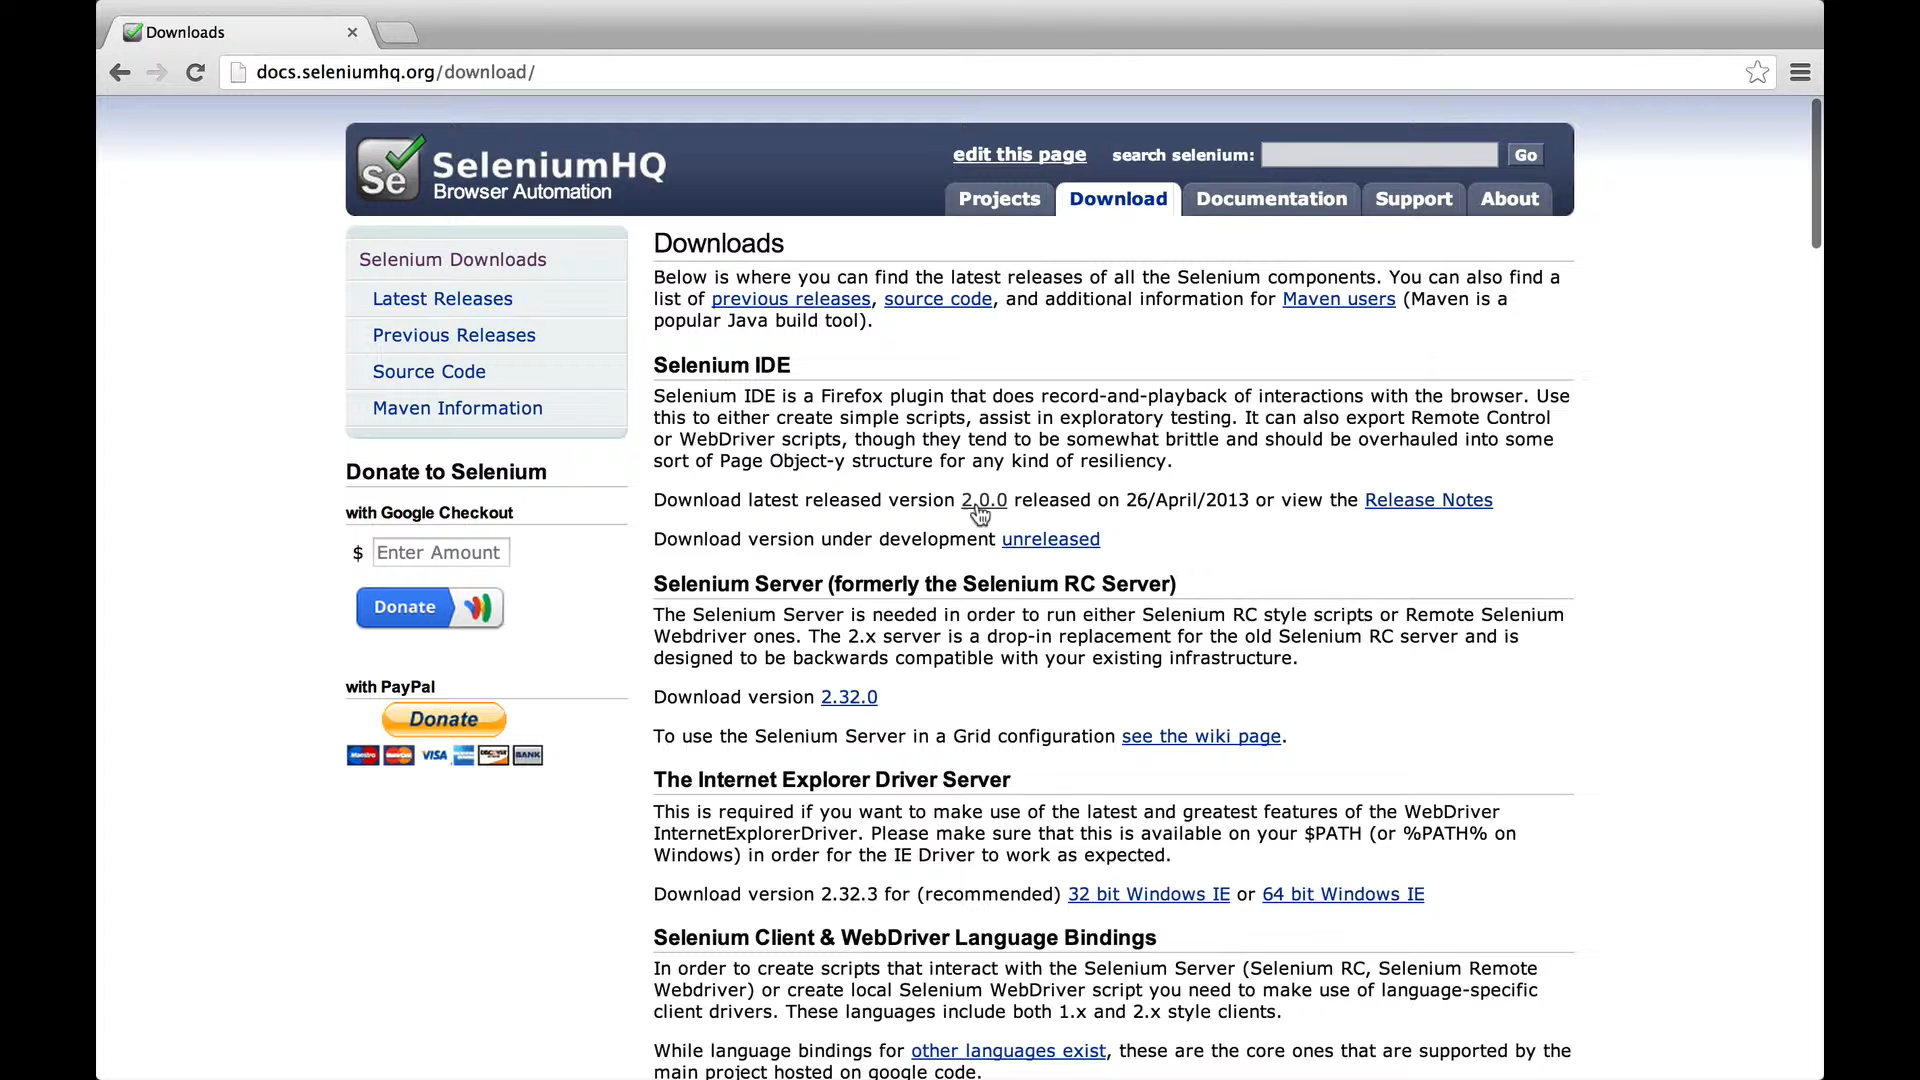 Downloads
docs.seleniumhq.org/download/
Se
SeleniumHQ
Browser Automation
edit this page
search selenium:
Go
Projects
Download
Documentation
Support
About
Selenium Downloads
Latest Releases
Previous Releases
Source Code
Maven Information
Donate to Selenium
with Google Checkout
$ Enter Amount
Donate
with PayPal
Donate
Maestro
MasterCard
VISA
DISCOVER
BANK
Downloads
Below is where you can find the latest releases of all the Selenium components. You can also find a
list of previous releases, source code, and additional information for Maven users (Maven is a
popular Java build tool).
Selenium IDE
Selenium IDE is a Firefox plugin that does record-and-playback of interactions with the browser. Use
this to either create simple scripts, assist in exploratory testing. It can also export Remote Control
or WebDriver scripts, though they tend to be somewhat brittle and should be overhauled into some
sort of Page Object-y structure for any kind of resiliency.
Download latest released version 2.0.0 released on 26/April/2013 or view the Release Notes
Download version under development unreleased
Selenium Server (formerly the Selenium RC Server)
The Selenium Server is needed in order to run either Selenium RC style scripts or Remote Selenium
Webdriver ones. The 2.x server is a drop-in replacement for the old Selenium RC server and is
designed to be backwards compatible with your existing infrastructure.
Download version 2.32.0
To use the Selenium Server in a Grid configuration see the wiki page.
The Internet Explorer Driver Server
This is required if you want to make use of the latest and greatest features of the WebDriver
InternetExplorerDriver. Please make sure that this is available on your $PATH (or %PATH% on
Windows) in order for the IE Driver to work as expected.
Download version 2.32.3 for (recommended) 32 bit Windows IE or 64 bit Windows IE
Selenium Client & WebDriver Language Bindings
In order to create scripts that interact with the Selenium Server (Selenium RC, Selenium Remote
Webdriver) or create local Selenium WebDriver script you need to make use of language-specific
client drivers. These languages include both 1.x and 2.x style clients.
While language bindings for other languages exist, these are the core ones that are supported by the
main project hosted on google code.